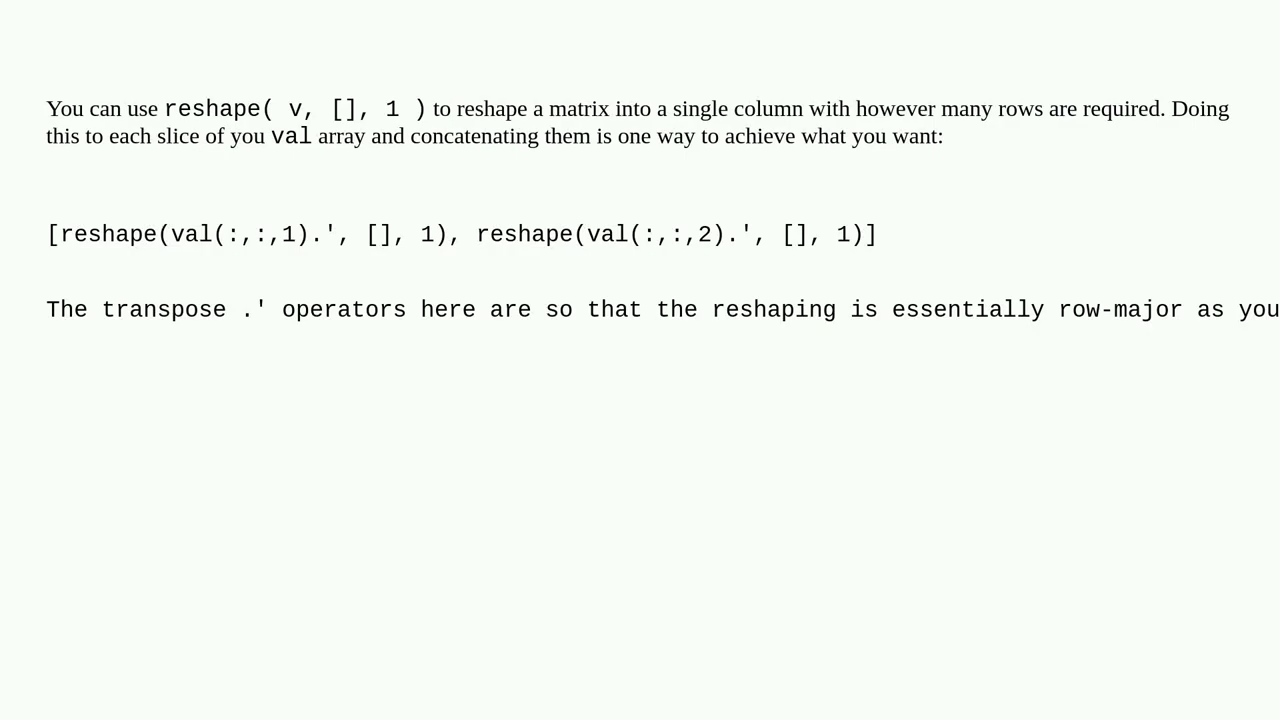 You can use reshape( v, [], 1 ) to reshape a matrix into a single column with however many rows are required. Doing
this to each slice of you val array and concatenating them is one way to achieve what you want:
[reshape(val(:,:,1).', [], 1), reshape(val(:,:,2).', [], 1)]
The transpose .' operators here are so that the reshaping is essentially row-major as you